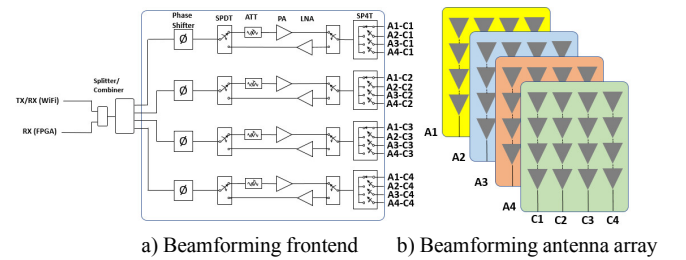 Phase
Shifter
SPDT
ATT
PA
LNA
SP4T
Splitter/
Combiner
TX/RX (WiFi)
RX (FPGA)
Ø
A1-C1
A2-C1
A3-C1
A4-C1
Ø
A1-C2
A2-C2
A3-C2
A4-C2
Ø
A1-C3
A2-C3
A3-C3
A4-C3
Ø
A1-C4
A2-C4
A3-C4
A4-C4
A1
A2
A3
A4
C1 C2 C3 C4
a) Beamforming frontend
b) Beamforming antenna array